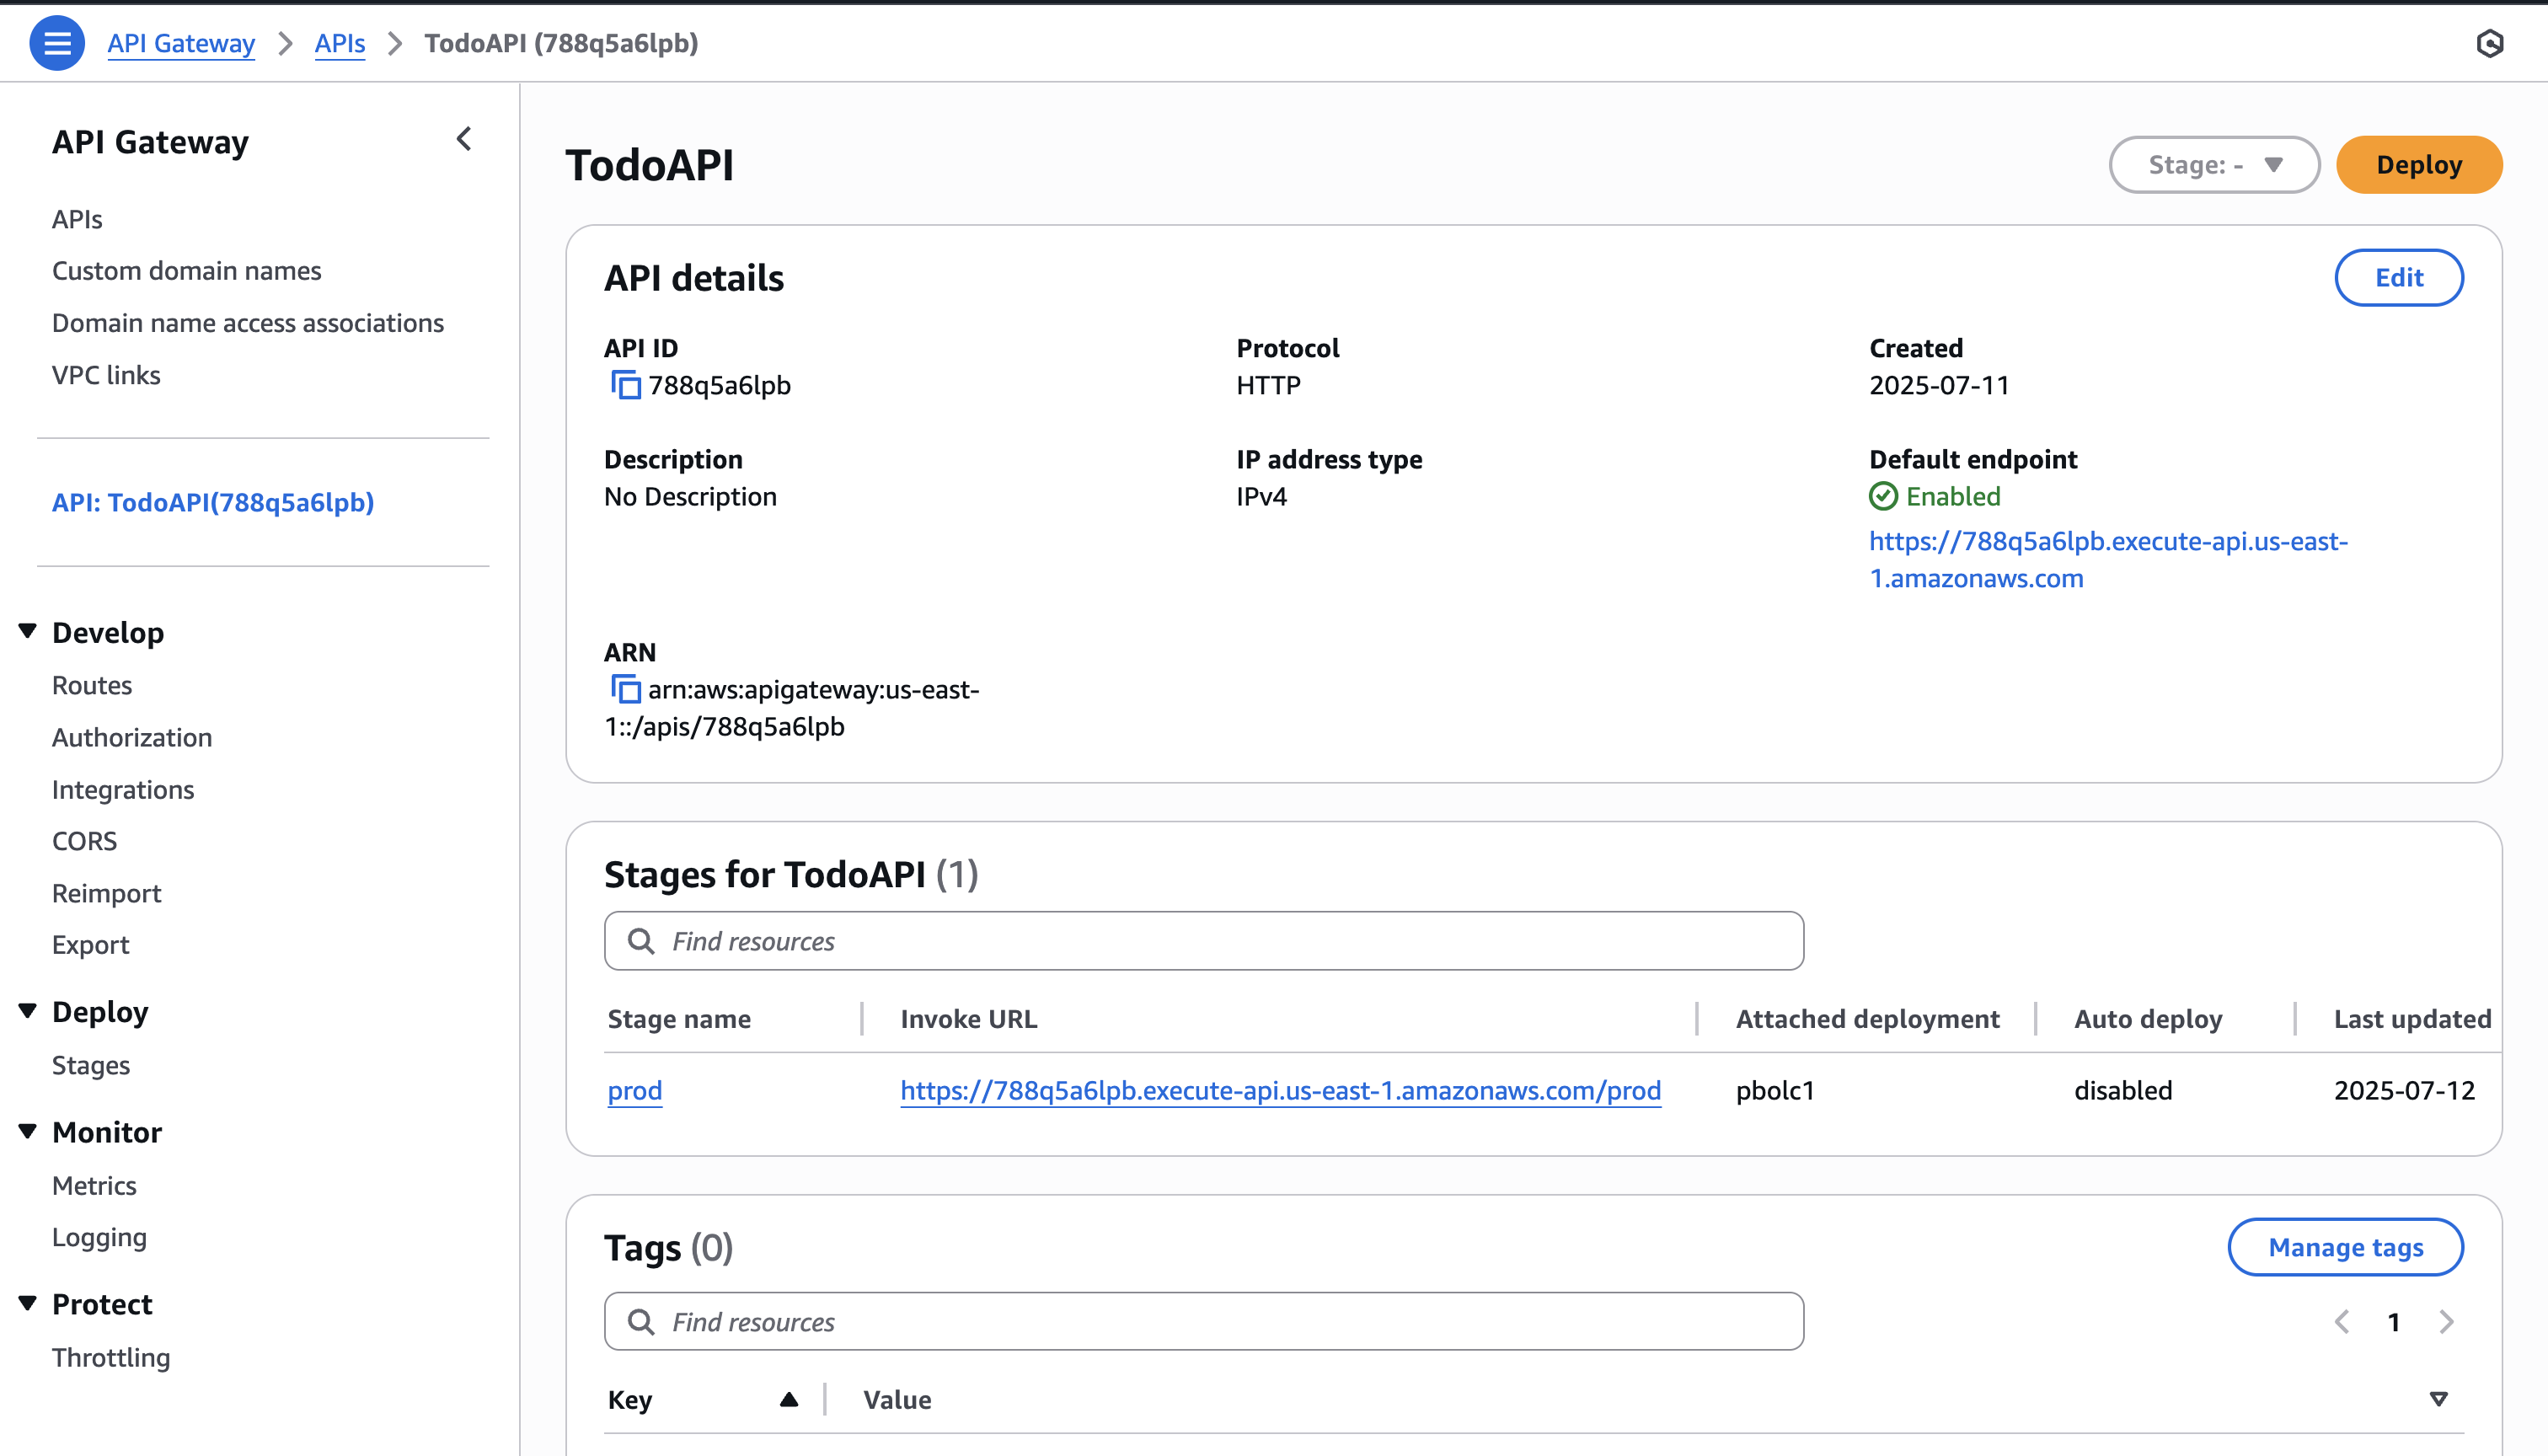 API Gateway > APIs > TodoAPI (788q5a6lpb)
API Gateway
APIs
Custom domain names
Domain name access associations
VPC links
API: TodoAPI(788q5a6lpb)
Develop
Routes
Authorization
Integrations
CORS
Reimport
Export
Deploy
Stages
Monitor
Metrics
Logging
Protect
Throttling
TodoAPI
Stage: -
Deploy
API details
Edit
API ID
788q5a6lpb
Protocol
HTTP
Created
2025-07-11
Description
No Description
IP address type
IPv4
Default endpoint
Enabled
https://788q5a6lpb.execute-api.us-east-
1.amazonaws.com
ARN
arn:aws:apigateway:us-east-
1::/apis/788q5a6lpb
Stages for TodoAPI (1)
Find resources
Stage name Invoke URL Attached deployment Auto deploy Last updated
prod https://788q5a6lpb.execute-api.us-east-1.amazonaws.com/prod pbolc1 disabled 2025-07-12
Tags (0)
Manage tags
Find resources
1
Key Value